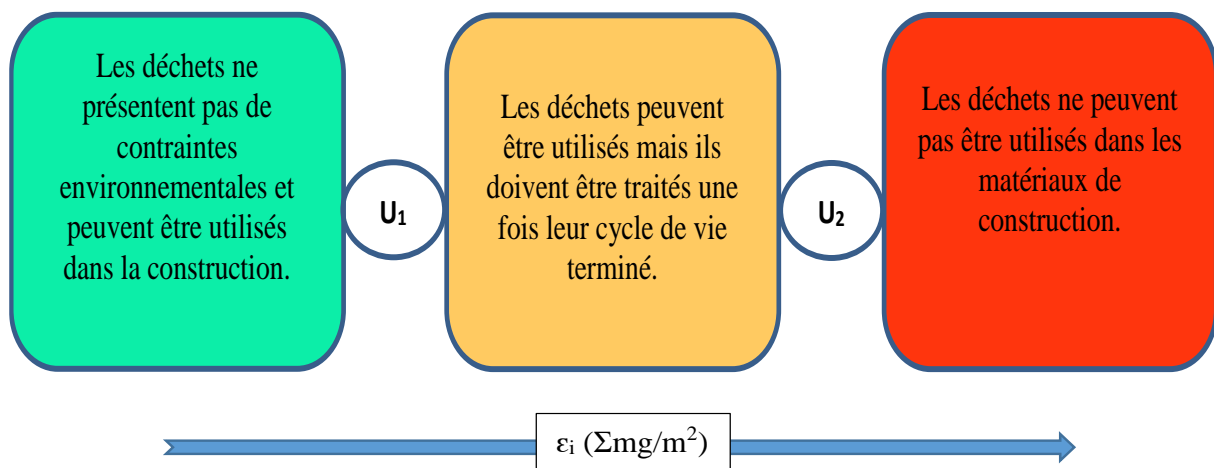 Les déchets ne
présentent pas de
contraintes
environnementales et
peuvent être utilisés
dans la construction.
U₁
Les déchets peuvent
être utilisés mais ils
doivent être traités une
fois leur cycle de vie
terminé.
U₂
Les déchets ne peuvent
pas être utilisés dans les
matériaux de
construction.
εᵢ (Σmg/m²)